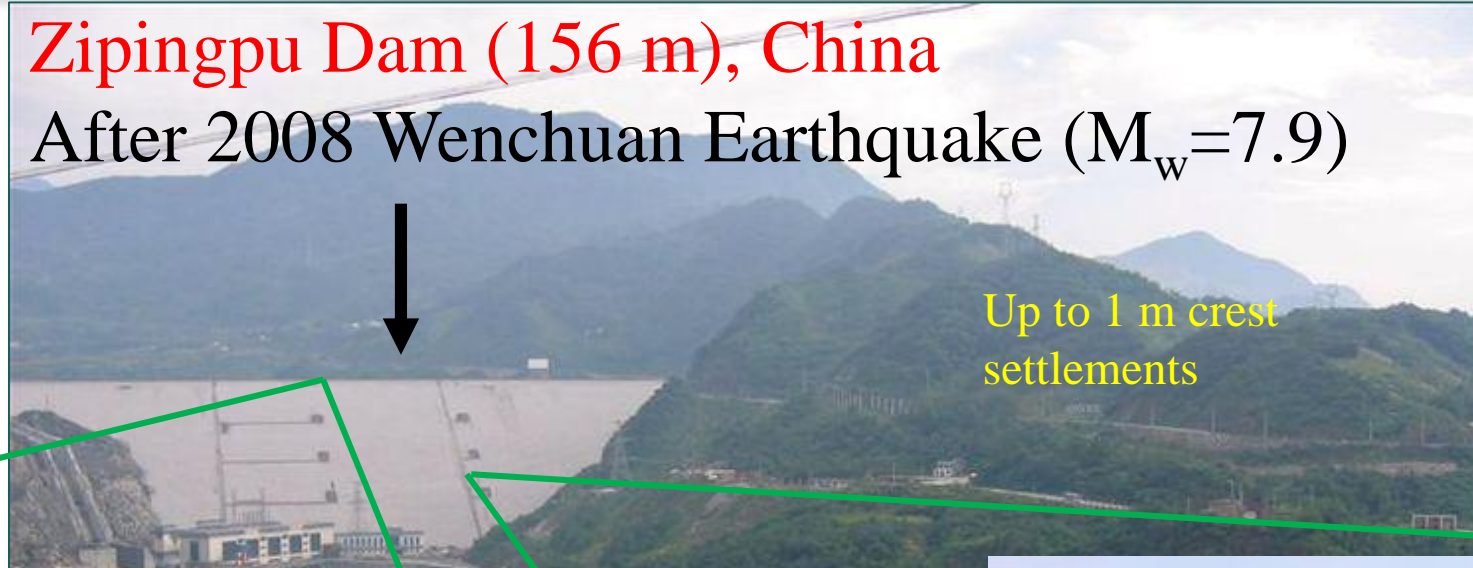 Zipingpu Dam (156 m), China
After 2008 Wenchuan Earthquake (Mw=7.9)
Up to 1 m crest
settlements